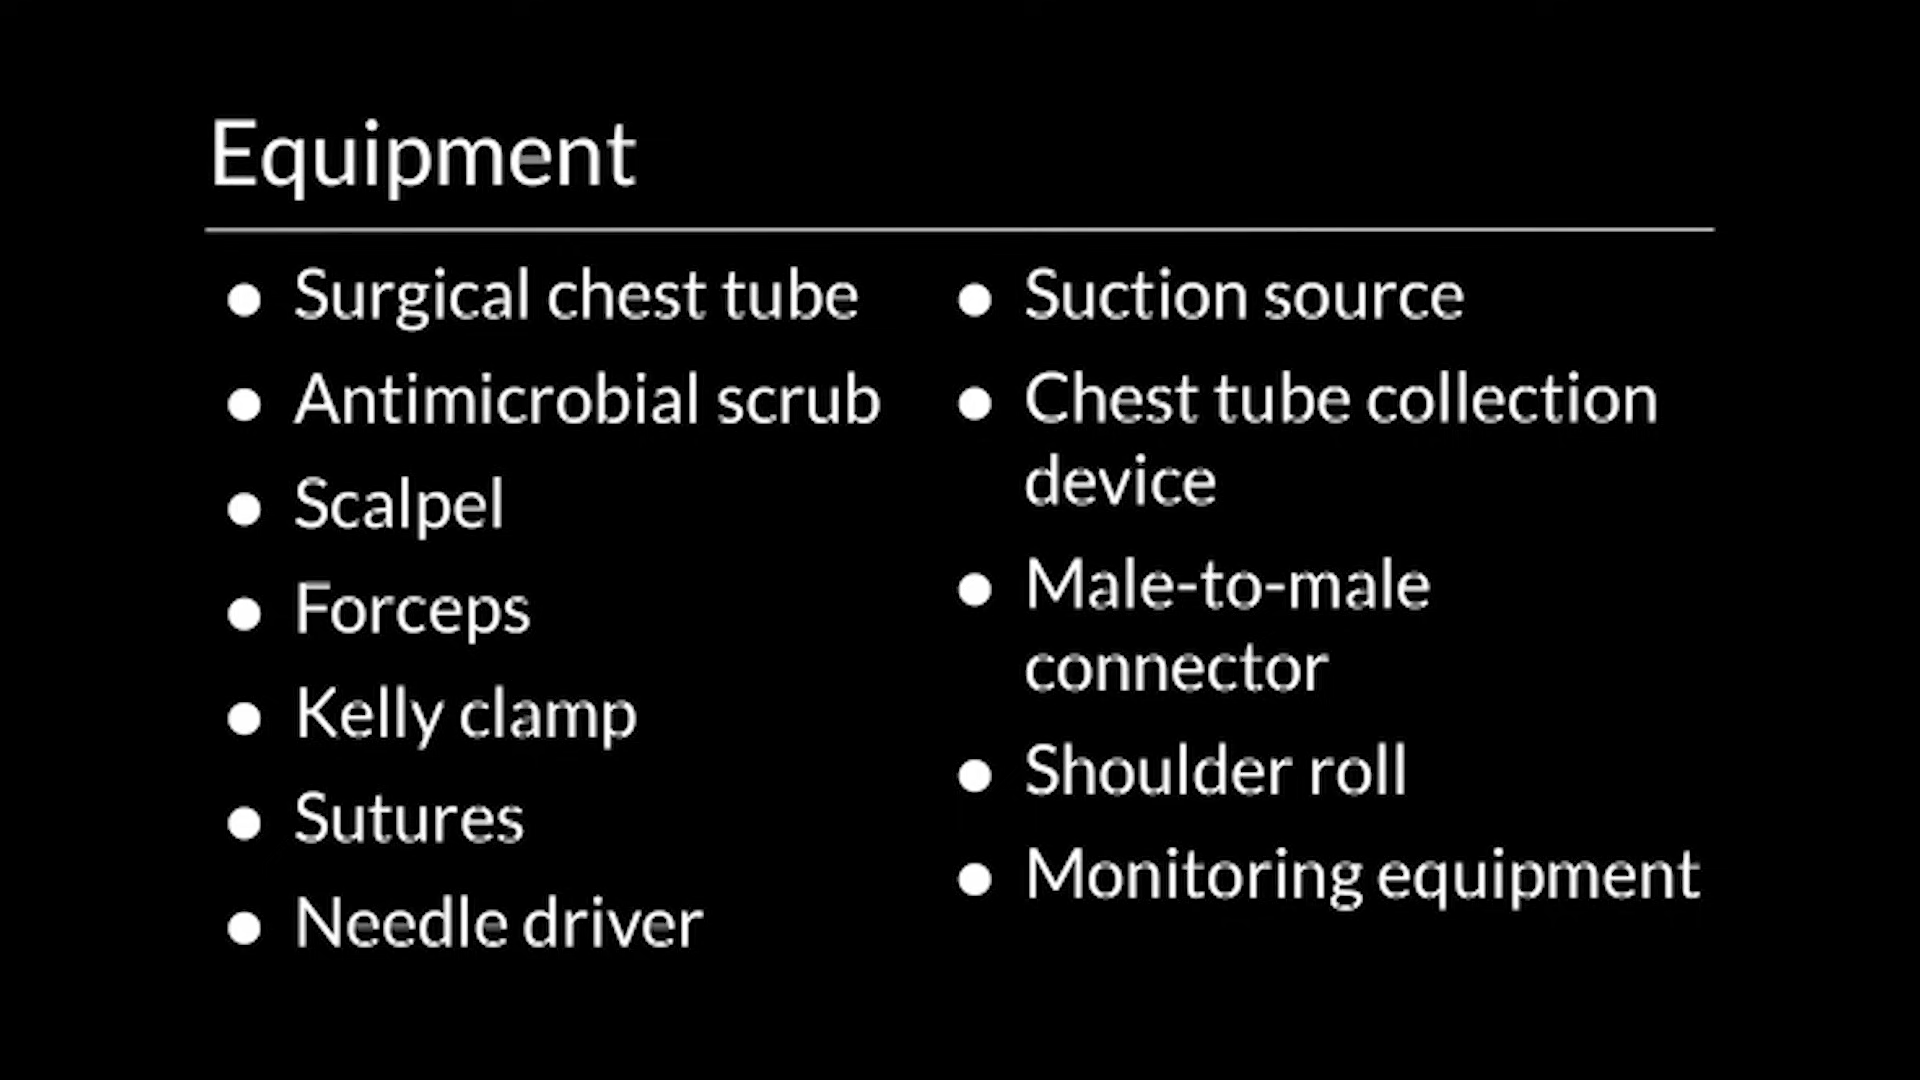 Equipment
● Surgical chest tube
● Antimicrobial scrub
● Scalpel
● Forceps
● Kelly clamp
● Sutures
● Needle driver
● Suction source
● Chest tube collection
device
● Male-to-male
connector
● Shoulder roll
● Monitoring equipment